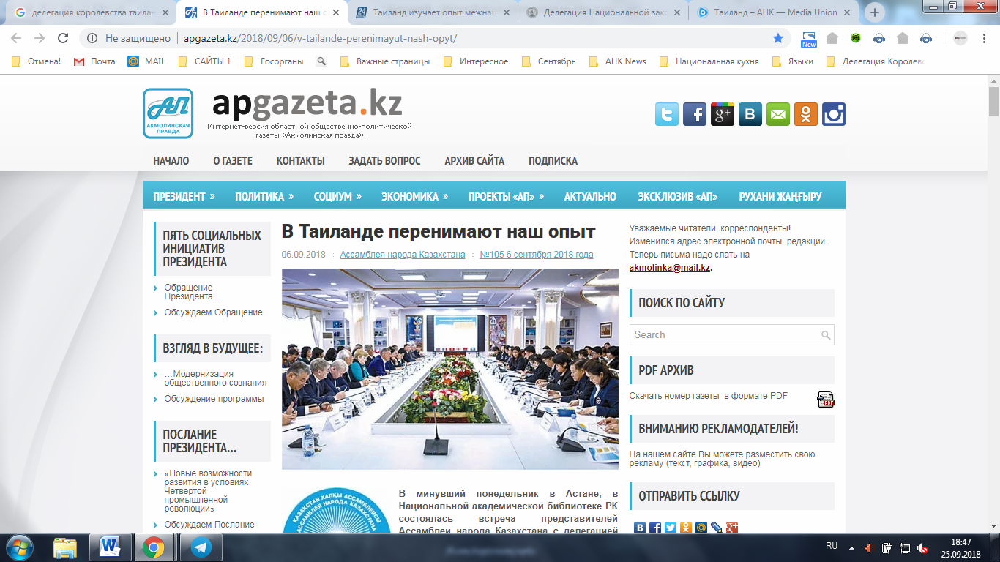 делегация королевства таилан
В Таиланде перенимают наш о
Таиланд изучает опыт межнац
Делегация Национальной зако
Таиланд – АНК — Media Union
Не защищено | apgazeta.kz/2018/09/06/v-tailande-perenimayut-nash-opyt/
New
Отмена!
Почта
MAIL
САЙТЫ 1
Госорганы
Важные страницы
Интересное
Сентябрь
АНК News
Национальная кухня
Языки
Делегация Королевс
АП
АКМОЛИНСКАЯ
ПРАВДА
apgazeta.kz
Интернет-версия областной общественно-политической
газеты «Акмолинская правда»
НАЧАЛО О ГАЗЕТЕ КОНТАКТЫ ЗАДАТЬ ВОПРОС АРХИВ САЙТА ПОДПИСКА
ПРЕЗИДЕНТ » ПОЛИТИКА » СОЦИУМ » ЭКОНОМИКА » ПРОЕКТЫ «АП» » АКТУАЛЬНО ЭКСКЛЮЗИВ «АП» РУХАНИ ЖАҢҒЫРУ
ПЯТЬ СОЦИАЛЬНЫХ
ИНИЦИАТИВ
ПРЕЗИДЕНТА
Обращение
Президента…
Обсуждаем Обращение
ВЗГЛЯД В БУДУЩЕЕ:
…Модернизация
общественного сознания
Обсуждение программы
ПОСЛАНИЕ
ПРЕЗИДЕНТА…
«Новые возможности
развития в условиях
Четвертой
промышленной
революции»
Обсуждаем Послание
В Таиланде перенимают наш опыт
06.09.2018 Ассамблея народа Казахстана №105 6 сентября 2018 года
ҚАЗАҚСТАН ХАЛҚЫ АССАМБЛЕЯСЫ
АССАМБЛЕЯ НАРОДА КАЗАХСТАНА
В минувший понедельник в Астане, в
Национальной академической библиотеке РК
состоялась встреча представителей
Ассамблеи народа Казахстана с делегацией
Уважаемые читатели, корреспонденты!
Изменился адрес электронной почты редакции.
Теперь письма надо слать на
akmolinka@mail.kz.
ПОИСК ПО САЙТУ
Search
PDF АРХИВ
Скачать номер газеты в формате PDF
PDF
ВНИМАНИЮ РЕКЛАМОДАТЕЛЕЙ!
На нашем сайте Вы можете разместить свою
рекламу (текст, графика, видео)
ОТПРАВИТЬ ССЫЛКУ
RU
18:47
25.09.2018